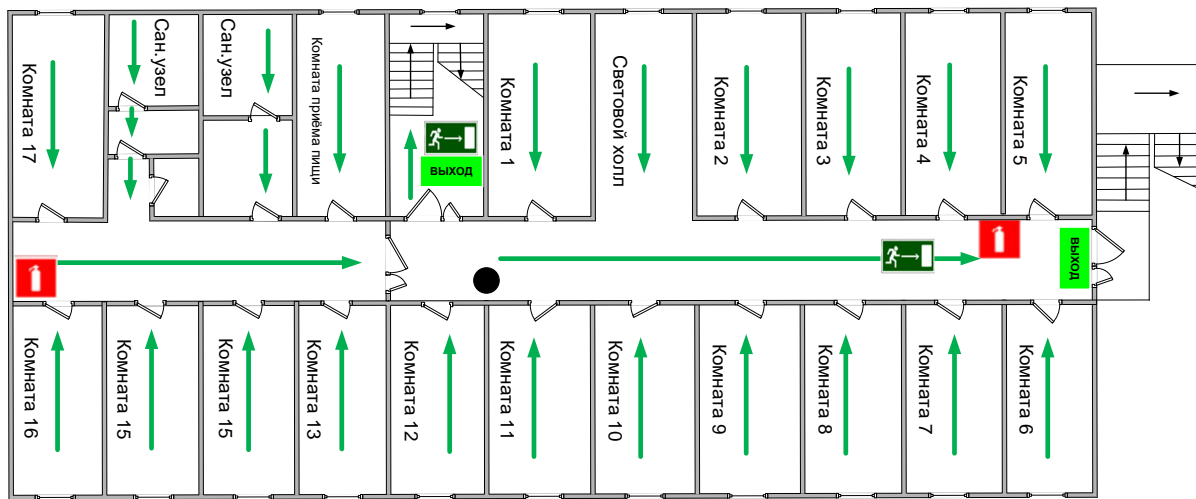 Комната 17
Сан.узел
Сан.узел
Комната приёма пищи
ВЫХОД
Комната 1
Световой холл
Комната 2
Комната 3
Комната 4
Комната 5
ВЫХОД
Комната 16
Комната 15
Комната 15
Комната 13
Комната 12
Комната 11
Комната 10
Комната 9
Комната 8
Комната 7
Комната 6